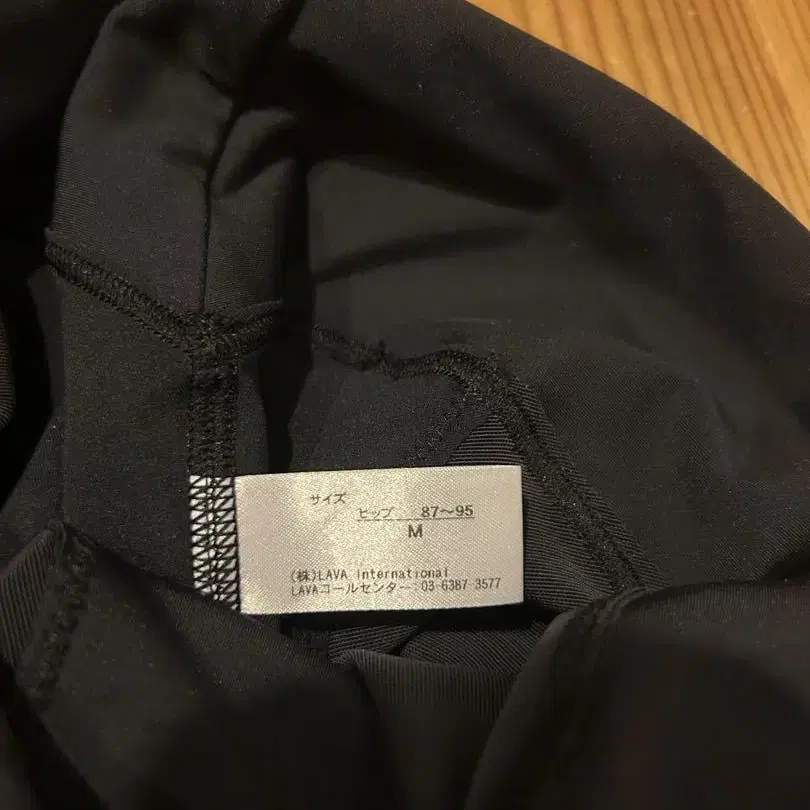 サイズ
ヒップ 87～95
M
(株)LAVA International
LAVAコールセンター:03-6387-3577